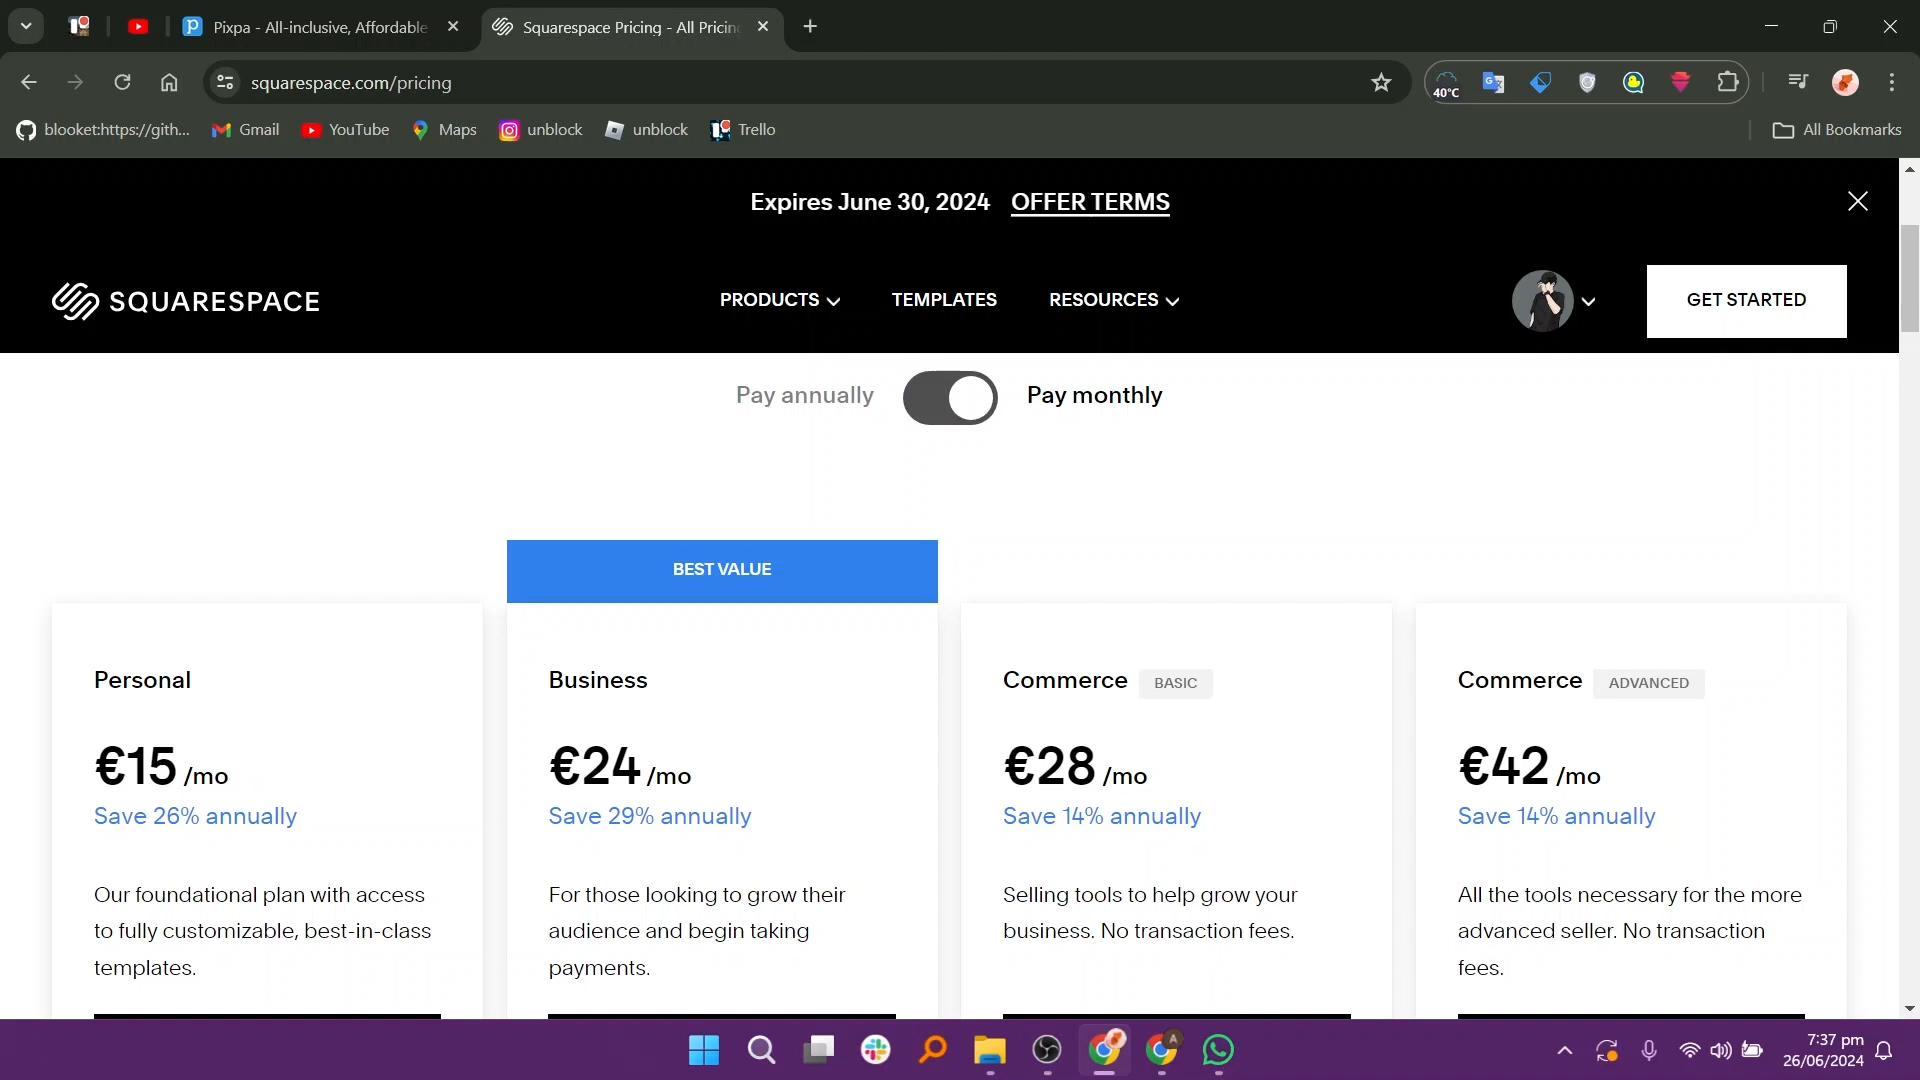 Pixpa - All-inclusive, Affordable
Squarespace Pricing - All Pricin
squarespace.com/pricing
40°C
blooket:https://gith...
Gmail
YouTube
Maps
unblock
unblock
Trello
All Bookmarks
Expires June 30, 2024 OFFER TERMS
SQUARESPACE
PRODUCTS
TEMPLATES
RESOURCES
GET STARTED
Pay annually
Pay monthly
BEST VALUE
Personal
€15 /mo
Save 26% annually
Our foundational plan with access
to fully customizable, best-in-class
templates.
Business
€24 /mo
Save 29% annually
For those looking to grow their
audience and begin taking
payments.
Commerce BASIC
€28 /mo
Save 14% annually
Selling tools to help grow your
business. No transaction fees.
Commerce ADVANCED
€42 /mo
Save 14% annually
All the tools necessary for the more
advanced seller. No transaction
fees.
A
7:37 pm
26/06/2024